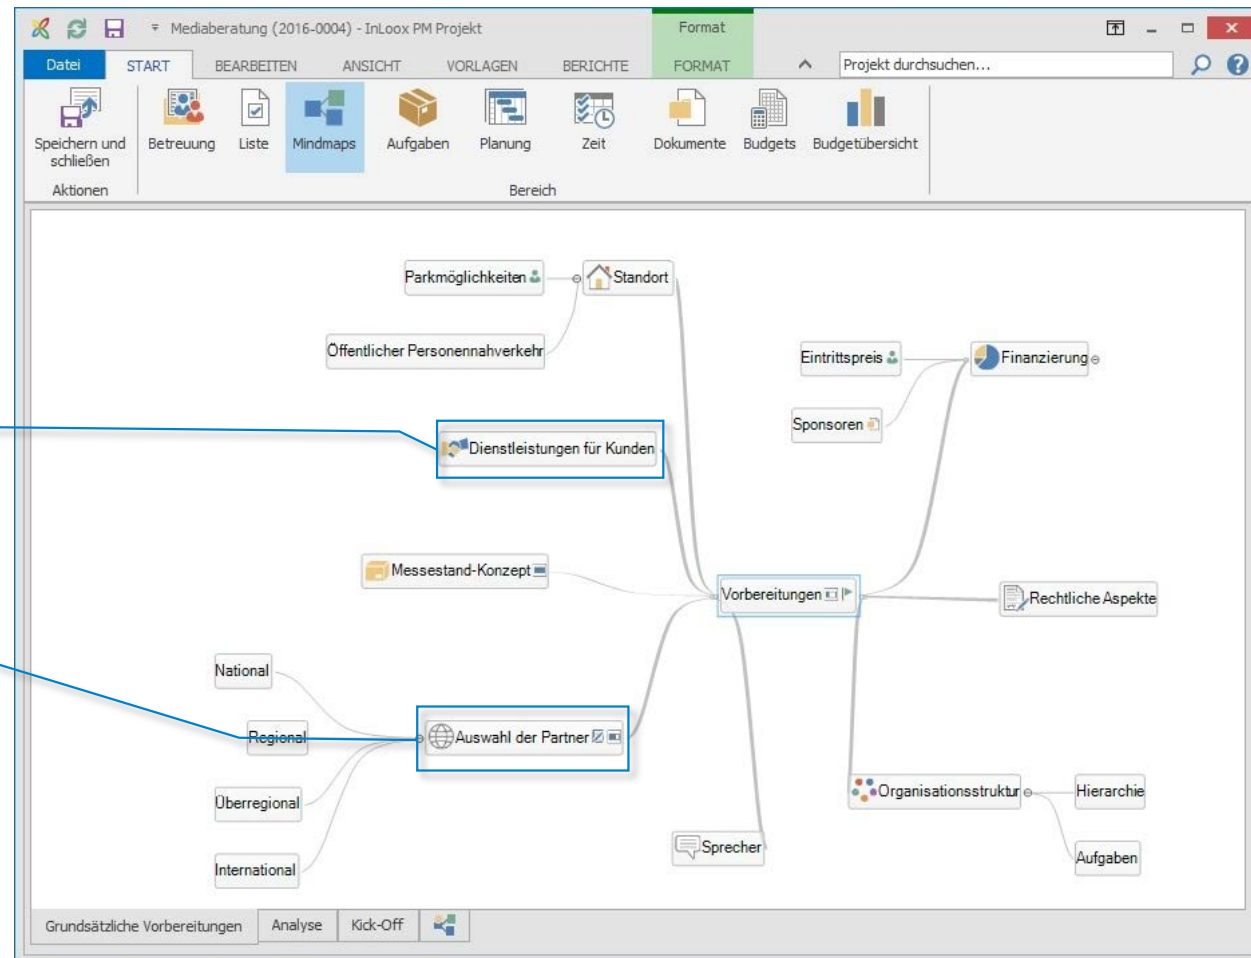 Mediaberatung (2016-0004) - InLoox PM Projekt
Format
Datei START BEARBEITEN ANSICHT VORLAGEN BERICHTE FORMAT Projekt durchsuchen...
Speichern und schließen
Betreuung
Liste
Mindmaps
Aufgaben
Planung
Zeit
Dokumente
Budgets
Budgetübersicht
Aktionen
Bereich
Parkmöglichkeiten
Standort
Öffentlicher Personennahverkehr
Eintrittspreis
Finanzierung
Sponsoren
Dienstleistungen für Kunden
Messestand-Konzept
Vorbereitungen
Rechtliche Aspekte
National
Regional
Auswahl der Partner
Überregional
International
Organisationsstruktur
Hierarchie
Sprecher
Aufgaben
Grundsätzliche Vorbereitungen
Analyse
Kick-Off